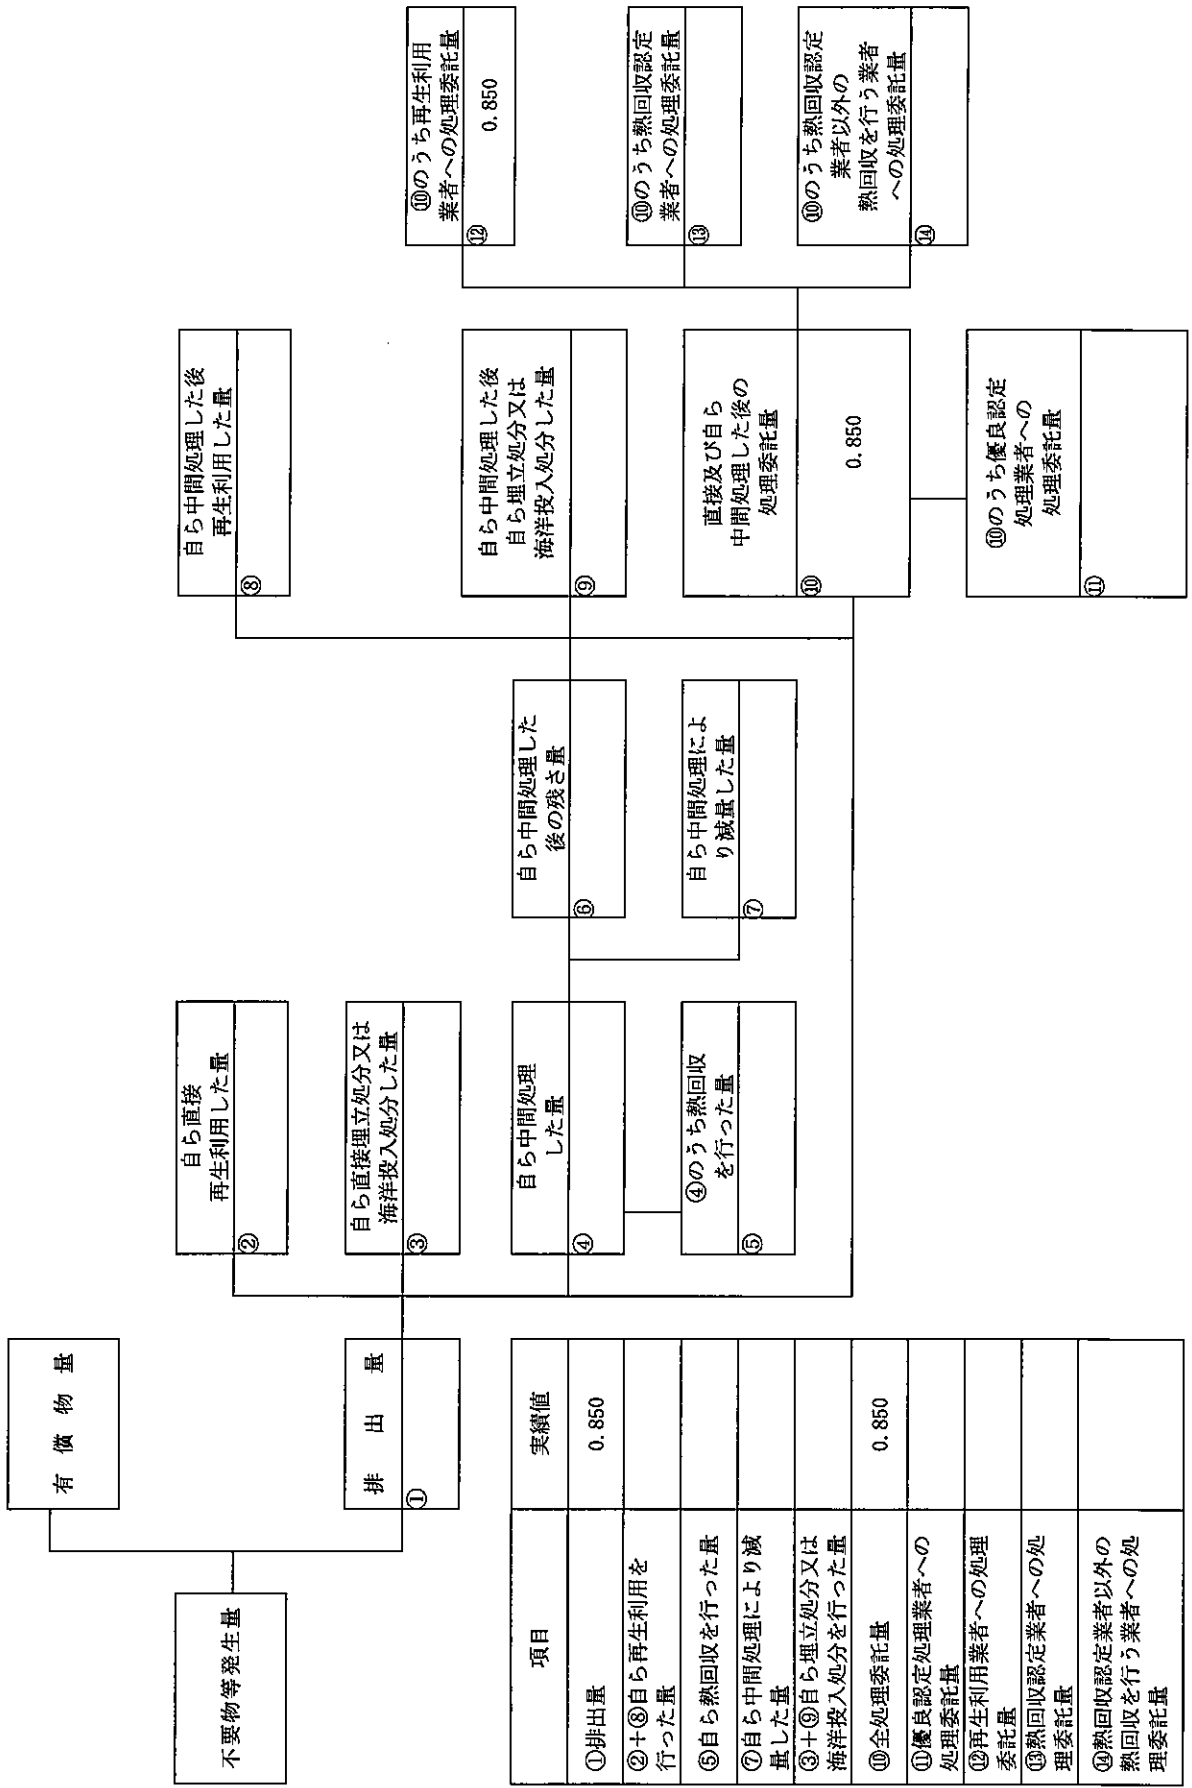 不要物等発生量
有償物量
排出量
①
自ら直接
再生利用した量
②
自ら直接埋立処分又は
海洋投入処分した量
③
自ら中間処理
した量
④
④のうち熱回収
を行った量
⑤
自ら中間処理した
後の残さ量
⑥
自ら中間処理によ
り減量した量
⑦
自ら中間処理した後
再生利用した量
⑧
自ら中間処理した後
自ら埋立処分又は
海洋投入処分した量
⑨
直接及び自ら
中間処理した後の
処理委託量
⑩
0.850
⑩のうち優良認定
処理業者への
処理委託量
⑪
⑩のうち再生利用
業者への処理委託量
⑫
0.850
⑩のうち熱回収認定
業者への処理委託量
⑬
⑩のうち熱回収認定
業者以外の
熱回収を行う業者
への処理委託量
⑭
項目 実績値
①排出量 0.850
②+⑧自ら再生利用を
行った量
⑤自ら熱回収を行った量
⑦自ら中間処理により減
量した量
③+⑨自ら埋立処分又は
海洋投入処分を行った量
⑩全処理委託量 0.850
⑪優良認定処理業者への
処理委託量
⑫再生利用業者への処理
委託量
⑬熱回収認定業者への処
理委託量
⑭熱回収認定業者以外の
熱回収を行う業者への処
理委託量